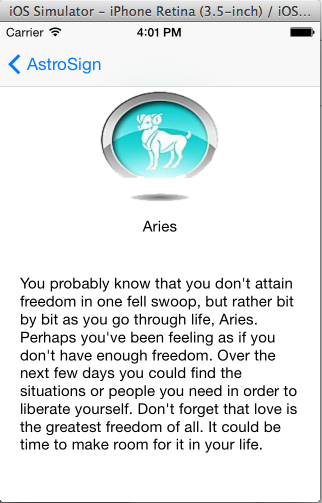 iOS Simulator - iPhone Retina (3.5-inch) / iOS...
Carrier 4:01 PM
AstroSign
Aries
You probably know that you don't attain
freedom in one fell swoop, but rather bit
by bit as you go through life, Aries.
Perhaps you've been feeling as if you
don't have enough freedom. Over the
next few days you could find the
situations or people you need in order to
liberate yourself. Don't forget that love is
the greatest freedom of all. It could be
time to make room for it in your life.